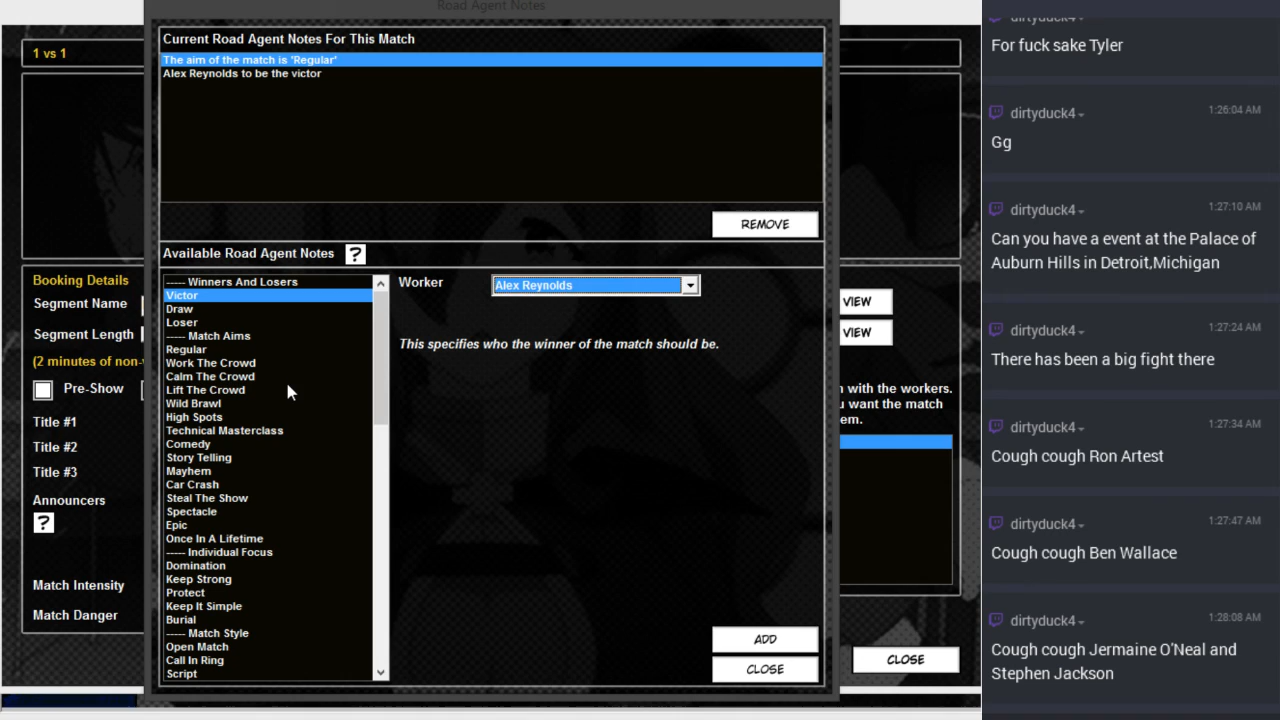 Road Agent Notes
1 vs 1
Current Road Agent Notes For This Match
The aim of the match is 'Regular'
Alex Reynolds to be the victor
REMOVE
Available Road Agent Notes ?
----- Winners And Losers
Victor
Draw
Loser
----- Match Aims
Regular
Work The Crowd
Calm The Crowd
Lift The Crowd
Wild Brawl
High Spots
Technical Masterclass
Comedy
Story Telling
Mayhem
Car Crash
Steal The Show
Spectacle
Epic
Once In A Lifetime
----- Individual Focus
Domination
Keep Strong
Protect
Keep It Simple
Burial
----- Match Style
Open Match
Call In Ring
Script
Worker Alex Reynolds
This specifies who the winner of the match should be.
ADD
CLOSE
Booking Details
Segment Name
Segment Length
(2 minutes of non-
Pre-Show
Title #1
Title #2
Title #3
Announcers
?
Match Intensity
Match Danger
VIEW
VIEW
with the workers.
want the match
em.
CLOSE
dirtyduck4
For fuck sake Tyler
dirtyduck4 1:26:04 AM
Gg
dirtyduck4 1:27:10 AM
Can you have a event at the Palace of
Auburn Hills in Detroit,Michigan
dirtyduck4 1:27:24 AM
There has been a big fight there
dirtyduck4 1:27:34 AM
Cough cough Ron Artest
dirtyduck4 1:27:47 AM
Cough cough Ben Wallace
dirtyduck4 1:28:08 AM
Cough cough Jermaine O'Neal and
Stephen Jackson